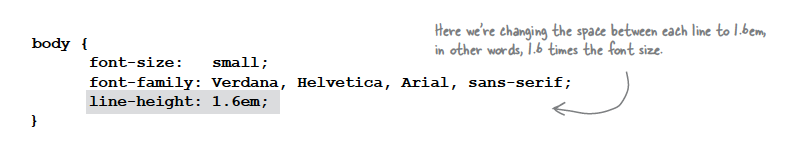 Here we're changing the space between each line to 1.6em,
in other words, 1.6 times the font size.
body {
font-size:   small;
font-family: Verdana, Helvetica, Arial, sans-serif;
line-height: 1.6em;
}